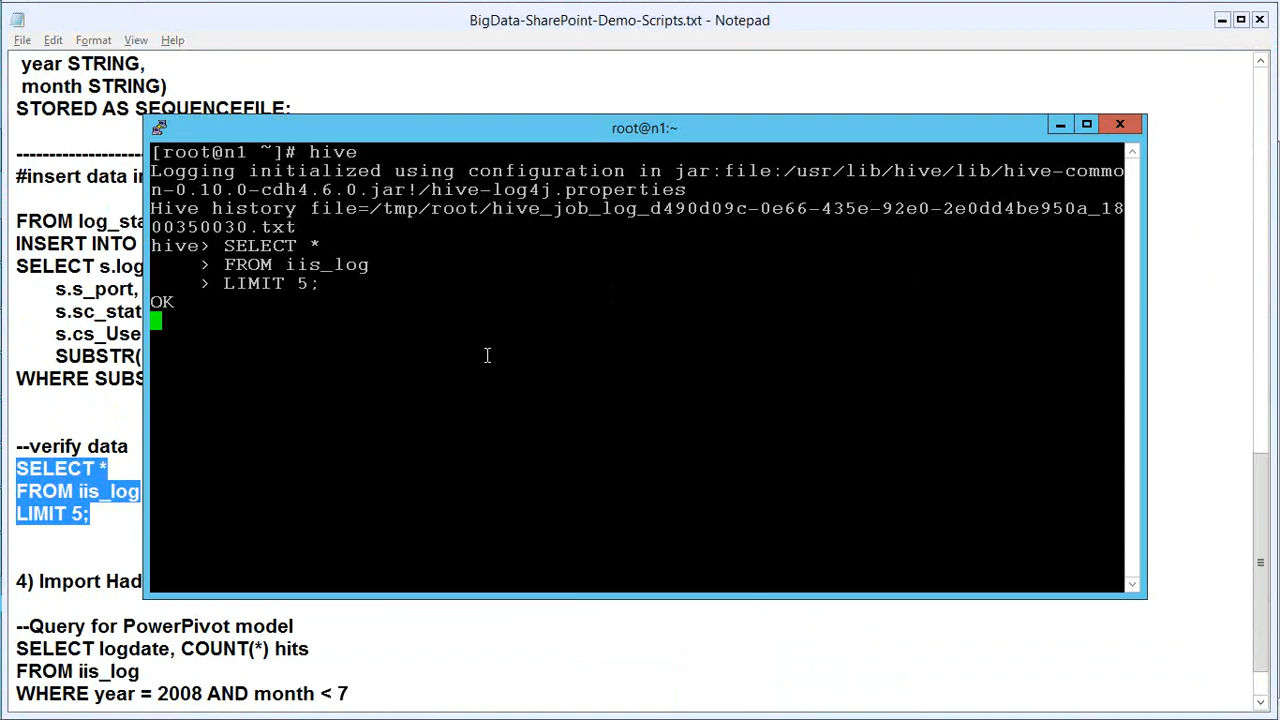 BigData-SharePoint-Demo-Scripts.txt - Notepad
File Edit Format View Help
year STRING,
month STRING)
STORED AS SEQUENCEFILE;
#insert data in
FROM log_sta
INSERT INTO
SELECT s.log
s.s_port,
s.sc_stat
s.cs_Use
SUBSTR(
WHERE SUBS
--verify data
SELECT *
FROM iis_log
LIMIT 5;
4) Import Had
--Query for PowerPivot model
SELECT logdate, COUNT(*) hits
FROM iis_log
WHERE year = 2008 AND month < 7
root@n1:~
[root@n1 ~]# hive
Logging initialized using configuration in jar:file:/usr/lib/hive/lib/hive-commo
n-0.10.0-cdh4.6.0.jar!/hive-log4j.properties
Hive history file=/tmp/root/hive_job_log_d490d09c-0e66-435e-92e0-2e0dd4be950a_18
00350030.txt
hive> SELECT *
> FROM iis_log
> LIMIT 5;
OK